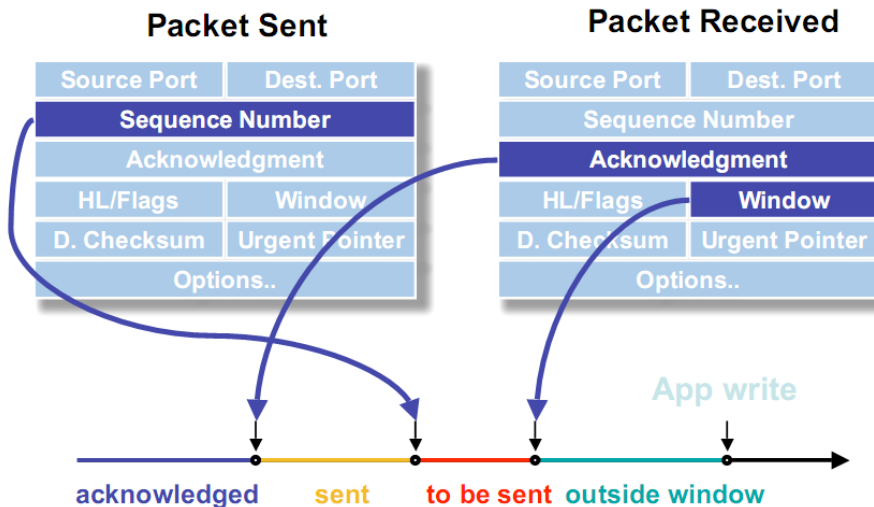 Packet Sent
Packet Received
Source Port Dest. Port
Sequence Number
Acknowledgment
HL/Flags Window
D. Checksum Urgent Pointer
Options..
Source Port Dest. Port
Sequence Number
Acknowledgment
HL/Flags Window
D. Checksum Urgent Pointer
Options..
App write
acknowledged sent to be sent outside window